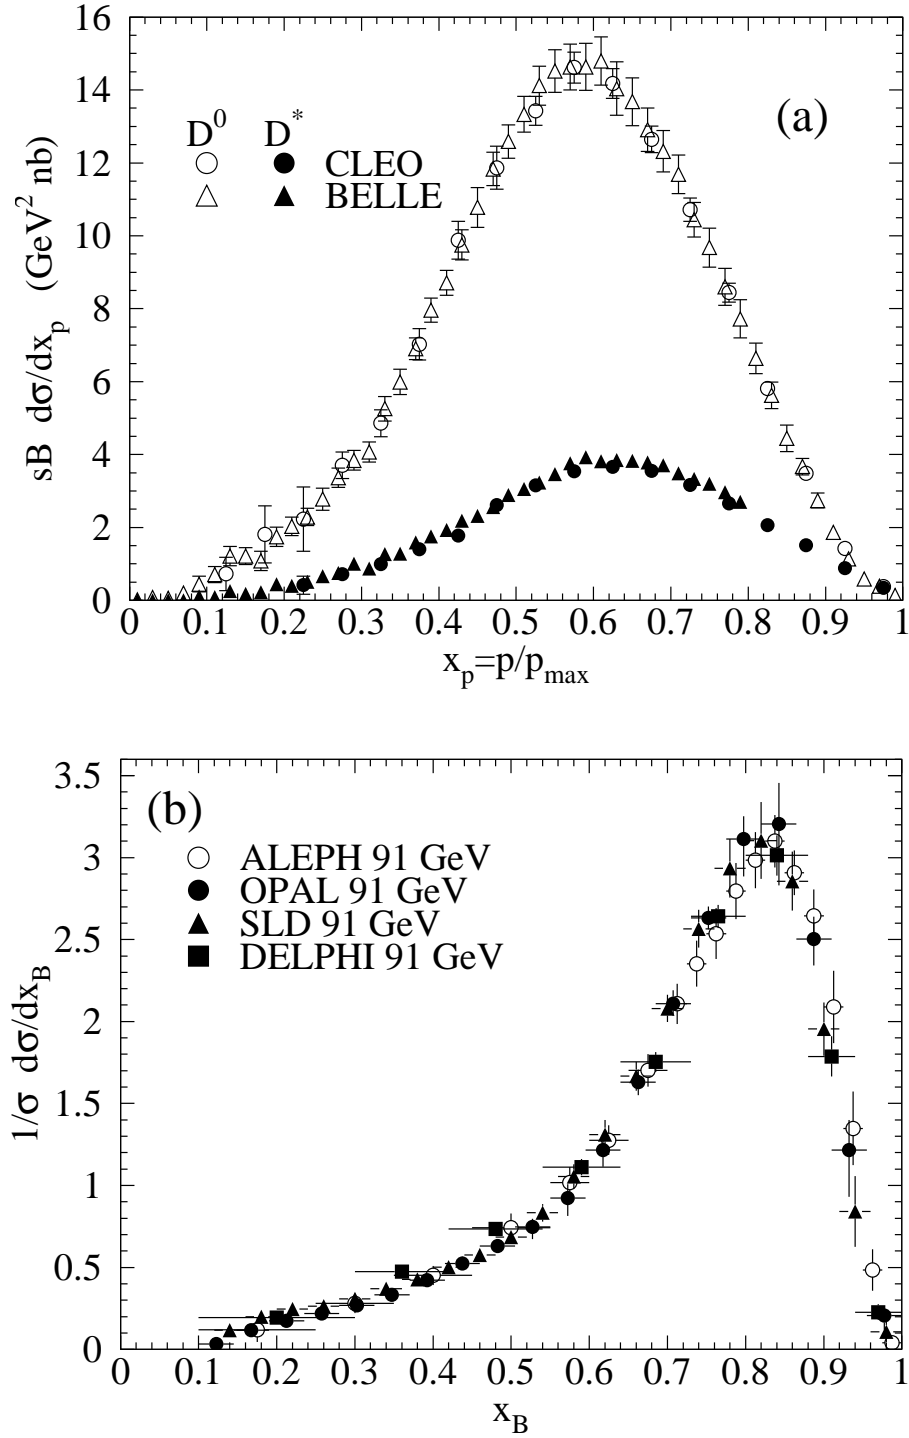 16
14
12
10
8
6
4
2
0
sB dσ/dx_p (GeV² nb)
(a)
D⁰ D*
CLEO
BELLE
0 0.1 0.2 0.3 0.4 0.5 0.6 0.7 0.8 0.9 1
x_p=p/p_max
3.5
3
2.5
2
1.5
1
0.5
0
1/σ dσ/dx_B
(b)
ALEPH 91 GeV
OPAL 91 GeV
SLD 91 GeV
DELPHI 91 GeV
0 0.1 0.2 0.3 0.4 0.5 0.6 0.7 0.8 0.9 1
x_B